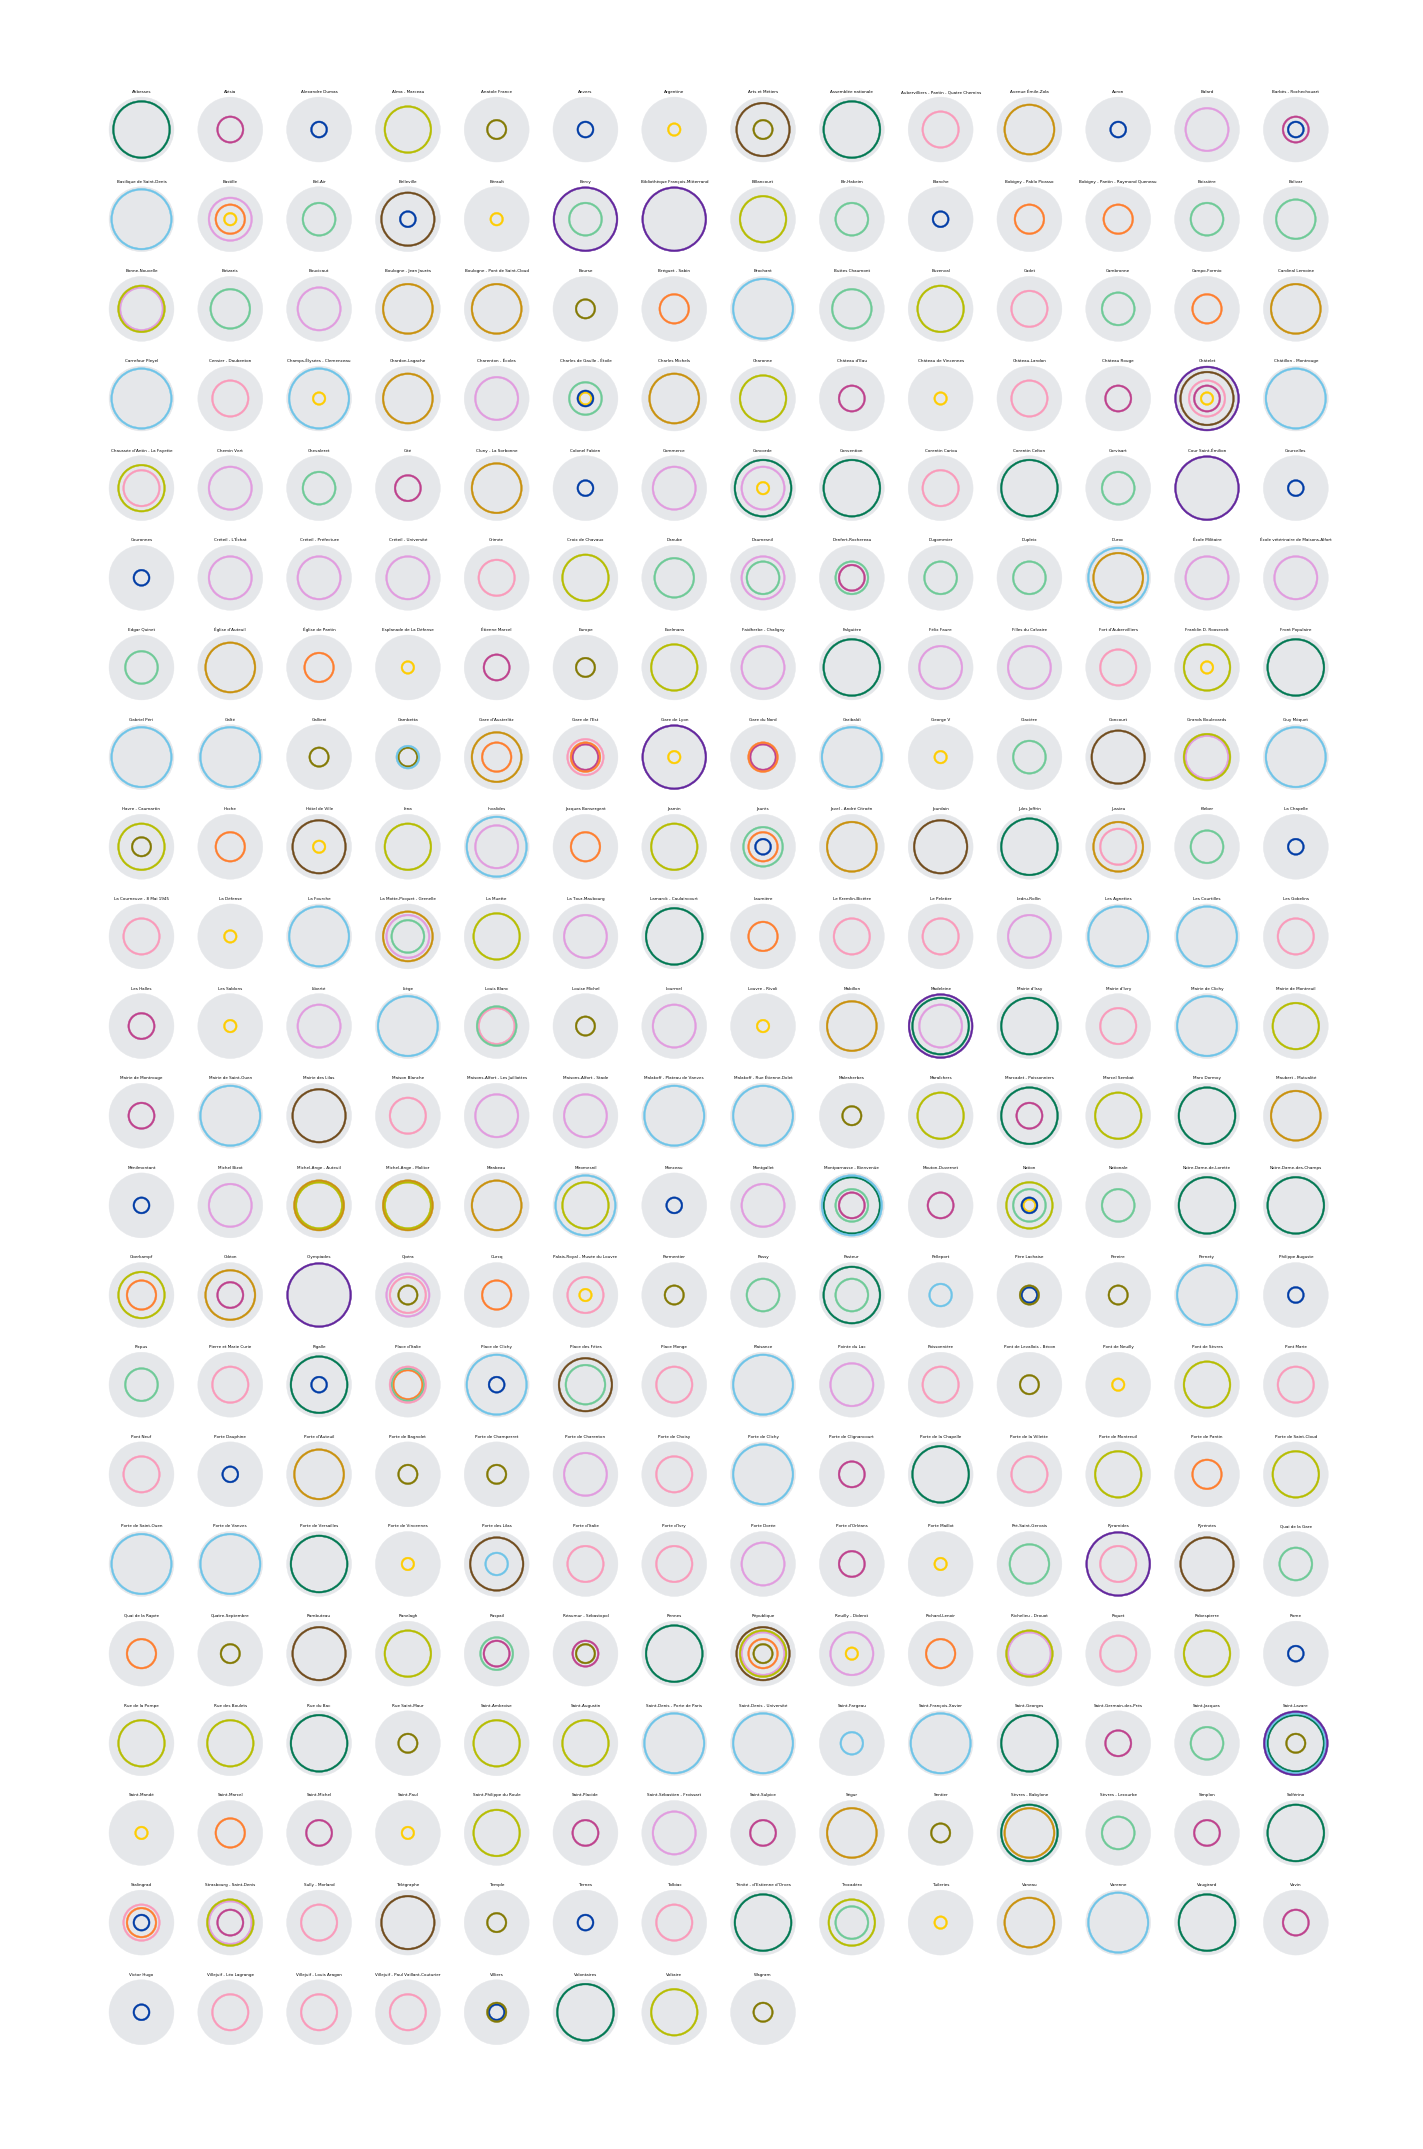 Abbesses
Alésia
Alexandre Dumas
Alma - Marceau
Anatole France
Anvers
Argentine
Arts et Métiers
Assemblée nationale
Aubervilliers - Pantin - Quatre Chemins
Avenue Émile-Zola
Avron
Balard
Barbès - Rochechouart
Basilique de Saint-Denis
Bastille
Bel-Air
Belleville
Bérault
Bercy
Bibliothèque François-Mitterrand
Billancourt
Bir-Hakeim
Blanche
Bobigny - Pablo Picasso
Bobigny - Pantin - Raymond Queneau
Boissière
Bolivar
Bonne Nouvelle
Botzaris
Boucicaut
Boulogne - Jean Jaurès
Boulogne - Pont de Saint-Cloud
Bourse
Bréguet - Sabin
Brochant
Buttes Chaumont
Buzenval
Cadet
Cambronne
Campo-Formio
Cardinal Lemoine
Carrefour Pleyel
Censier - Daubenton
Champs-Élysées - Clemenceau
Chardon-Lagache
Charenton - Écoles
Charles de Gaulle - Étoile
Charles Michels
Charonne
Château d'Eau
Château de Vincennes
Château-Landon
Château Rouge
Châtelet
Châtillon - Montrouge
Chaussée d'Antin - La Fayette
Chemin Vert
Chevaleret
Cité
Cluny - La Sorbonne
Colonel Fabien
Commerce
Concorde
Convention
Corentin Cariou
Corentin Celton
Corvisart
Cour Saint-Émilion
Courcelles
Couronnes
Créteil - L'Échat
Créteil - Préfecture
Créteil - Université
Crimée
Croix de Chavaux
Danube
Daumesnil
Denfert-Rochereau
Dugommier
Dupleix
Duroc
École Militaire
École vétérinaire de Maisons-Alfort
Edgar Quinet
Église d'Auteuil
Église de Pantin
Esplanade de La Défense
Étienne Marcel
Europe
Exelmans
Faidherbe - Chaligny
Falguière
Félix Faure
Filles du Calvaire
Fort d'Aubervilliers
Franklin D. Roosevelt
Front Populaire
Gabriel Péri
Gaîté
Gallieni
Gambetta
Gare d'Austerlitz
Gare de l'Est
Gare de Lyon
Gare du Nord
Garibaldi
George V
Glacière
Goncourt
Grands Boulevards
Guy Môquet
Havre - Caumartin
Hoche
Hôtel de Ville
Iéna
Invalides
Jacques Bonsergent
Jasmin
Jaurès
Javel - André Citroën
Jourdain
Jules Joffrin
Jussieu
Kléber
La Chapelle
La Courneuve - 8 Mai 1945
La Défense
La Fourche
La Motte-Picquet - Grenelle
La Muette
La Tour-Maubourg
Lamarck - Caulaincourt
Laumière
Le Kremlin-Bicêtre
Le Peletier
Ledru-Rollin
Les Agnettes
Les Courtilles
Les Gobelins
Les Halles
Les Sablons
Liberté
Liège
Louis Blanc
Louise Michel
Lourmel
Louvre - Rivoli
Mabillon
Madeleine
Mairie d'Issy
Mairie d'Ivry
Mairie de Clichy
Mairie de Montreuil
Mairie de Montrouge
Mairie de Saint-Ouen
Mairie des Lilas
Maison Blanche
Maisons-Alfort - Les Juilliottes
Maisons-Alfort - Stade
Malakoff - Plateau de Vanves
Malakoff - Rue Étienne Dolet
Malesherbes
Maraîchers
Marcadet - Poissonniers
Marcel Sembat
Marx Dormoy
Maubert - Mutualité
Ménilmontant
Michel Bizot
Michel-Ange - Auteuil
Michel-Ange - Molitor
Mirabeau
Miromesnil
Monceau
Montgallet
Montparnasse - Bienvenüe
Mouton-Duvernet
Nation
Nationale
Notre-Dame-de-Lorette
Notre-Dame-des-Champs
Oberkampf
Odéon
Olympiades
Opéra
Ourcq
Palais-Royal - Musée du Louvre
Parmentier
Passy
Pasteur
Pelleport
Père Lachaise
Pereire
Pernety
Philippe Auguste
Picpus
Pierre et Marie Curie
Pigalle
Place d'Italie
Place de Clichy
Place des Fêtes
Place Monge
Plaisance
Pointe du Lac
Poissonnière
Pont de Levallois - Bécon
Pont de Neuilly
Pont de Sèvres
Pont Marie
Pont Neuf
Porte Dauphine
Porte d'Auteuil
Porte de Bagnolet
Porte de Champerret
Porte de Charenton
Porte de Choisy
Porte de Clichy
Porte de Clignancourt
Porte de la Chapelle
Porte de la Villette
Porte de Montreuil
Porte de Pantin
Porte de Saint-Cloud
Porte de Saint-Ouen
Porte de Vanves
Porte de Versailles
Porte de Vincennes
Porte des Lilas
Porte d'Italie
Porte d'Ivry
Porte Dorée
Porte d'Orléans
Porte Maillot
Pré-Saint-Gervais
Pyramides
Pyrénées
Quai de la Gare
Quai de la Rapée
Quatre-Septembre
Rambuteau
Ranelagh
Raspail
Réaumur - Sébastopol
Rennes
République
Reuilly - Diderot
Richard-Lenoir
Richelieu - Drouot
Riquet
Robespierre
Rome
Rue de la Pompe
Rue des Boulets
Rue du Bac
Rue Saint-Maur
Saint-Ambroise
Saint-Augustin
Saint-Denis - Porte de Paris
Saint-Denis - Université
Saint-Fargeau
Saint-François-Xavier
Saint-Georges
Saint-Germain-des-Prés
Saint-Jacques
Saint-Lazare
Saint-Mandé
Saint-Marcel
Saint-Michel
Saint-Paul
Saint-Philippe du Roule
Saint-Placide
Saint-Sébastien - Froissart
Saint-Sulpice
Ségur
Sentier
Sèvres - Babylone
Sèvres - Lecourbe
Simplon
Solférino
Stalingrad
Strasbourg - Saint-Denis
Sully - Morland
Télégraphe
Temple
Ternes
Tolbiac
Trinité - d'Estienne d'Orves
Trocadéro
Tuileries
Vaneau
Varenne
Vaugirard
Vavin
Victor Hugo
Villejuif - Léo Lagrange
Villejuif - Louis Aragon
Villejuif - Paul Vaillant-Couturier
Villiers
Volontaires
Voltaire
Wagram